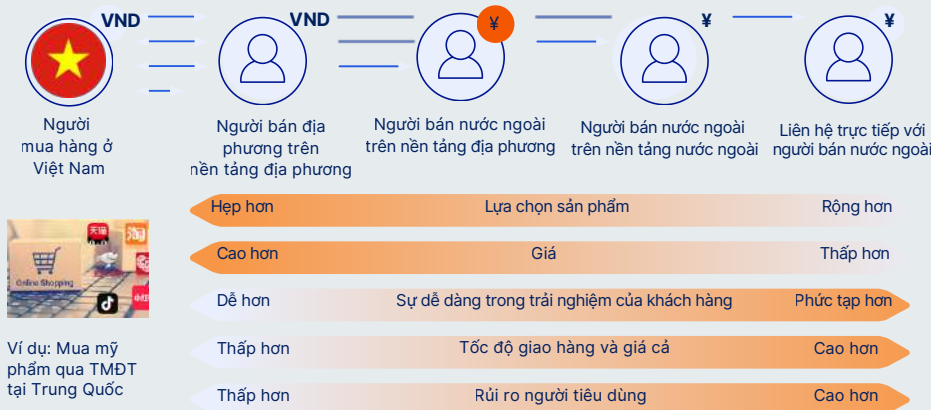 VND
VND
¥
¥
¥
Người
mua hàng ở
Việt Nam
Người bán địa
phương trên
nền tảng địa phương
Người bán nước ngoài
trên nền tảng địa phương
Người bán nước ngoài
trên nền tảng nước ngoài
Liên hệ trực tiếp với
người bán nước ngoài
Hẹp hơn
Lựa chọn sản phẩm
Rộng hơn
Cao hơn
Giá
Thấp hơn
Dễ hơn
Sự dễ dàng trong trải nghiệm của khách hàng
Phức tạp hơn
Thấp hơn
Tốc độ giao hàng và giá cả
Cao hơn
Thấp hơn
Rủi ro người tiêu dùng
Cao hơn
天猫
淘
Online Shopping
Ví dụ: Mua mỹ
phẩm qua TMĐT
tại Trung Quốc